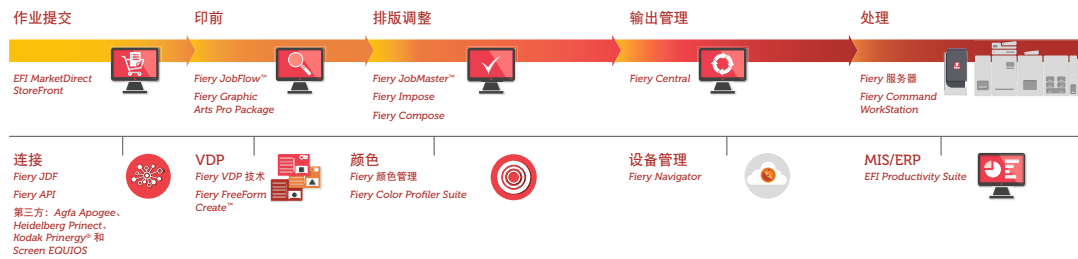 作业提交
印前
排版调整
输出管理
处理
EFI MarketDirect
StoreFront
Fiery JobFlow™
Fiery Graphic
Arts Pro Package
Fiery JobMaster™
Fiery Impose
Fiery Compose
Fiery Central
Fiery 服务器
Fiery Command
WorkStation
连接
Fiery JDF
Fiery API
第三方：Agfa Apogee、
Heidelberg Prinect、
Kodak Prinergy® 和
Screen EQUIOS
VDP
Fiery VDP 技术
Fiery FreeForm
Create™
颜色
Fiery 颜色管理
Fiery Color Profiler Suite
设备管理
Fiery Navigator
MIS/ERP
EFI Productivity Suite